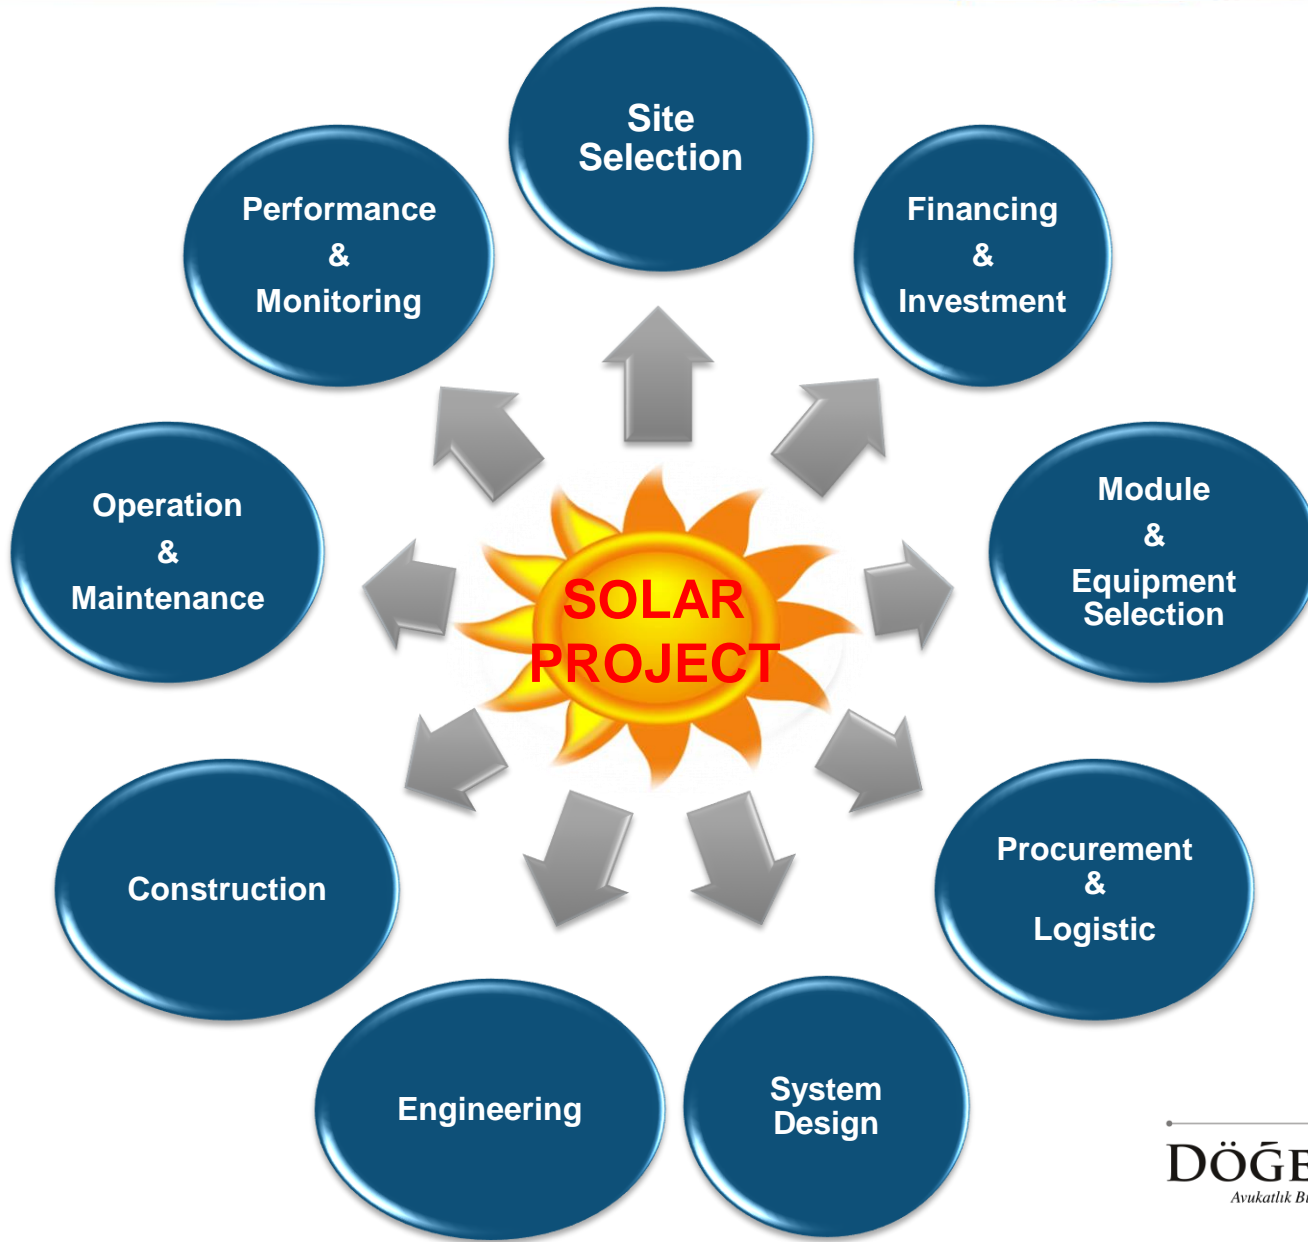 Site
Selection
Financing
&
Investment
Module
&
Equipment
Selection
Procurement
&
Logistic
System
Design
Engineering
Construction
Operation
&
Maintenance
Performance
&
Monitoring
SOLAR
PROJECT
Avukatlık